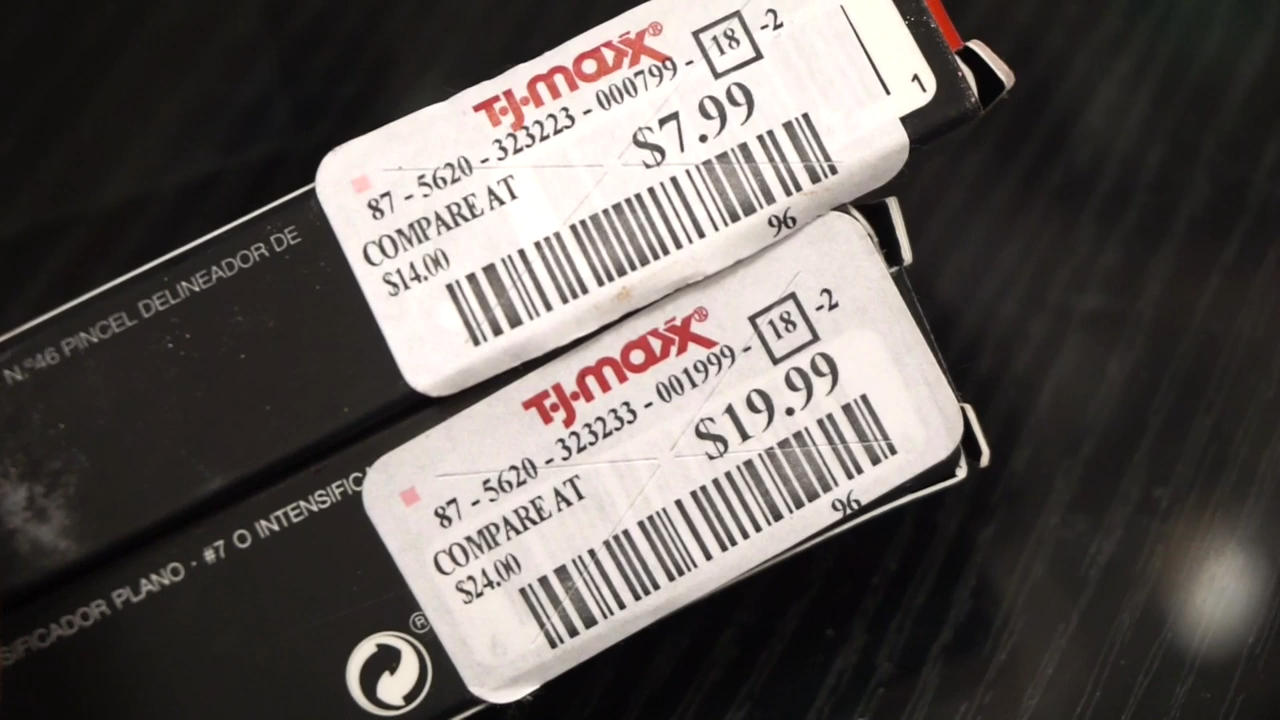 T·J·maxx®
18 -2
87 - 5620 - 323223 - 000799 -
$7.99
COMPARE AT
$14.00
96
1
N.º46 PINCEL DELINEADOR DE
T·J·maxx®
18 -2
87 - 5620 - 323233 - 001999 -
$19.99
COMPARE AT
$24.00
96
SIFICADOR PLANO · #7 O INTENSIFIC
®